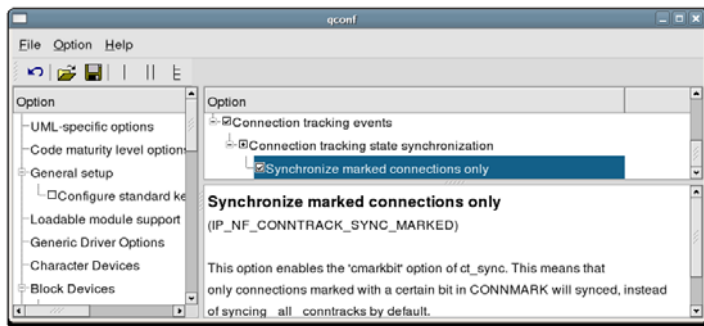 qconf
File Option Help
Option
UML-specific options
Code maturity level option
General setup
Configure standard ke
Loadable module support
Generic Driver Options
Character Devices
Block Devices
Option
Connection tracking events
Connection tracking state synchronization
Synchronize marked connections only
Synchronize marked connections only
(IP_NF_CONNTRACK_SYNC_MARKED)
This option enables the 'cmarkbit' option of ct_sync. This means that
only connections marked with a certain bit in CONNMARK will synced, instead
of syncing _all_ conntracks by default.